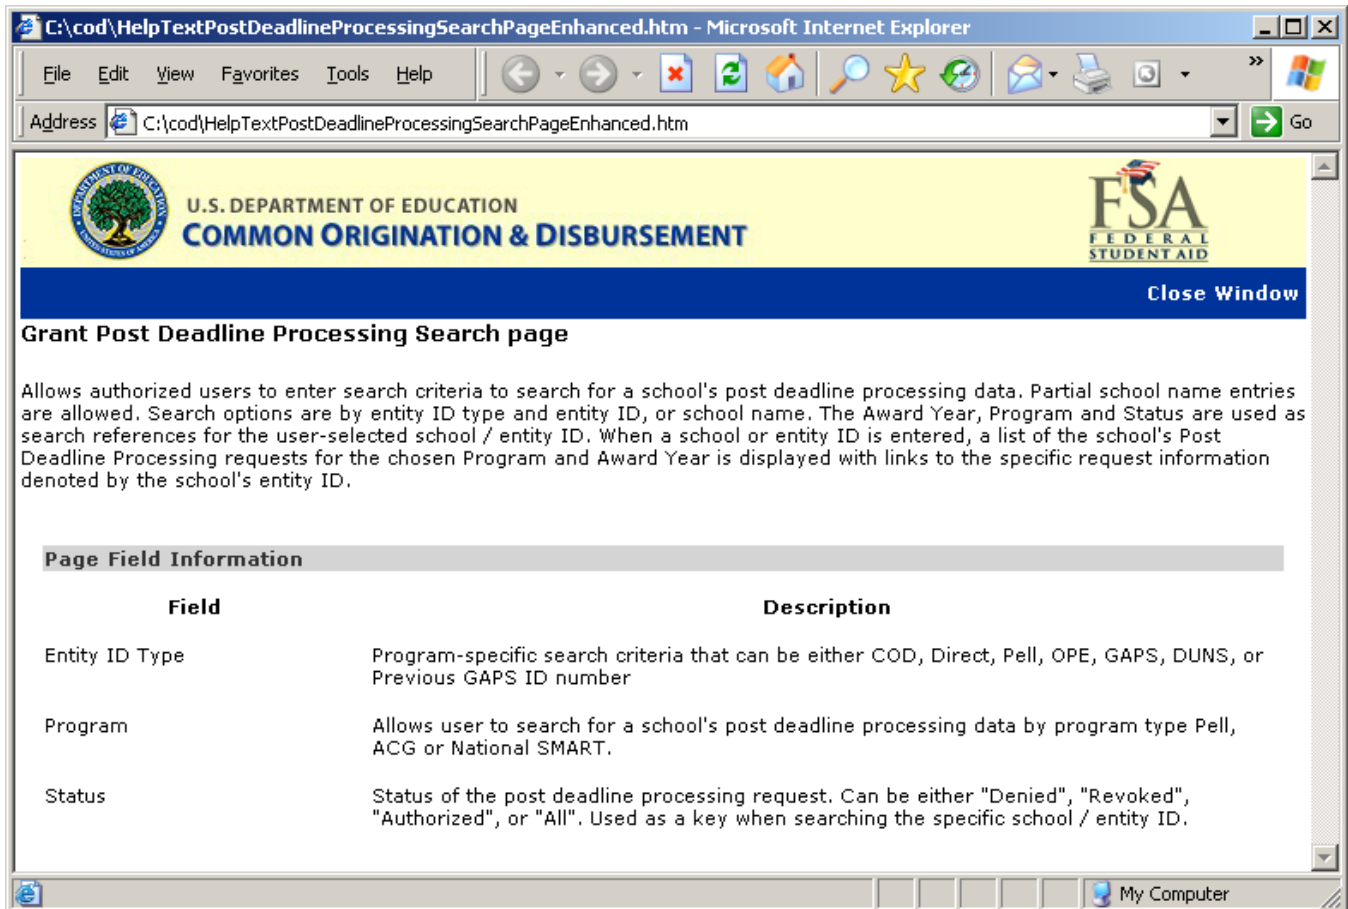 C:\cod\HelpTextPostDeadlineProcessingSearchPageEnhanced.htm - Microsoft Internet Explorer
File Edit View Favorites Tools Help »
Address C:\cod\HelpTextPostDeadlineProcessingSearchPageEnhanced.htm Go
U.S. DEPARTMENT OF EDUCATION
COMMON ORIGINATION & DISBURSEMENT
FSA
FEDERAL
STUDENT AID
Close Window
Grant Post Deadline Processing Search page
Allows authorized users to enter search criteria to search for a school's post deadline processing data. Partial school name entries
are allowed. Search options are by entity ID type and entity ID, or school name. The Award Year, Program and Status are used as
search references for the user-selected school / entity ID. When a school or entity ID is entered, a list of the school's Post
Deadline Processing requests for the chosen Program and Award Year is displayed with links to the specific request information
denoted by the school's entity ID.
Page Field Information
Field Description
Entity ID Type Program-specific search criteria that can be either COD, Direct, Pell, OPE, GAPS, DUNS, or
Previous GAPS ID number
Program Allows user to search for a school's post deadline processing data by program type Pell,
ACG or National SMART.
Status Status of the post deadline processing request. Can be either "Denied", "Revoked",
"Authorized", or "All". Used as a key when searching the specific school / entity ID.
My Computer